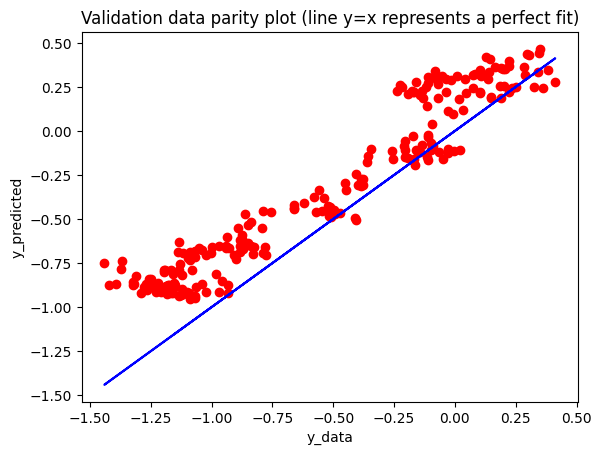 Validation data parity plot (line y=x represents a perfect fit)
0.50
0.25
0.00
−0.25
−0.50
−0.75
−1.00
−1.25
−1.50
y_predicted
−1.50 −1.25 −1.00 −0.75 −0.50 −0.25 0.00 0.25 0.50
y_data